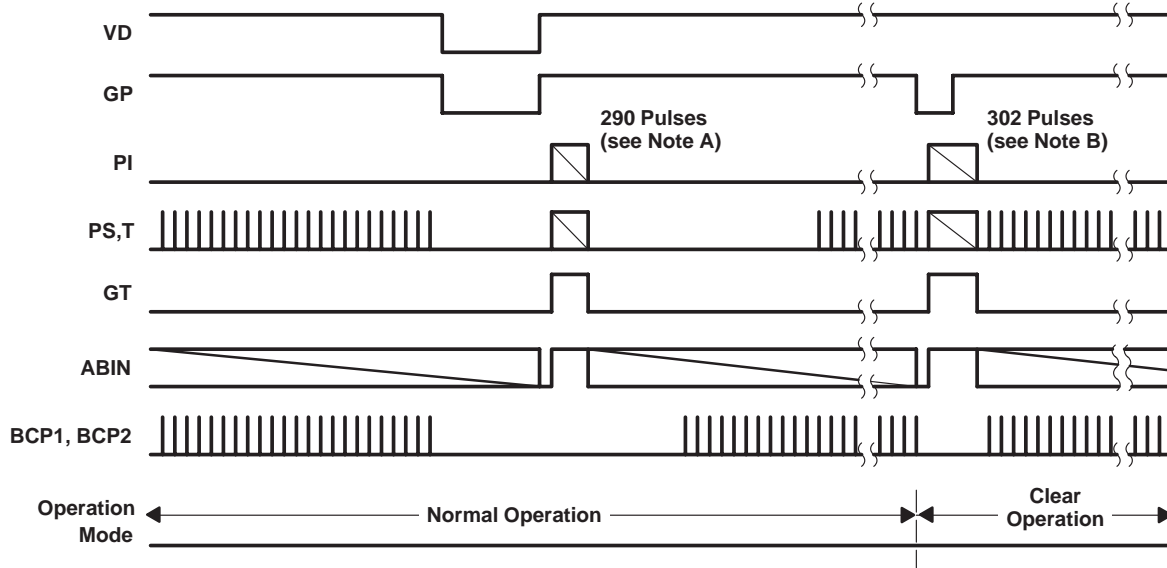 VD
GP
290 Pulses
(see Note A)
302 Pulses
(see Note B)
PI
PS,T
GT
ABIN
BCP1, BCP2
Operation
Mode
Normal Operation
Clear
Operation